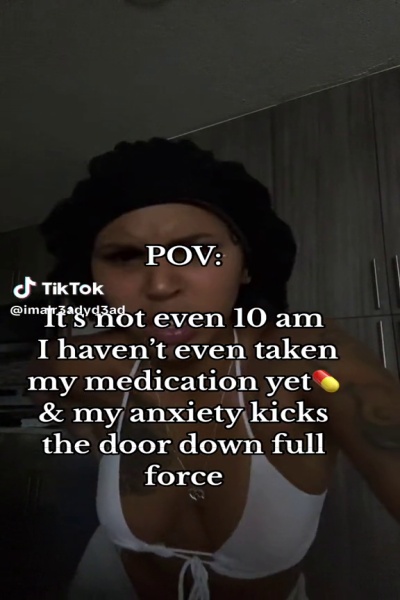 POV:
TikTok
@imalr3adyd3ad
It's not even 10 am
I haven't even taken
my medication yet💊
& my anxiety kicks
the door down full
force